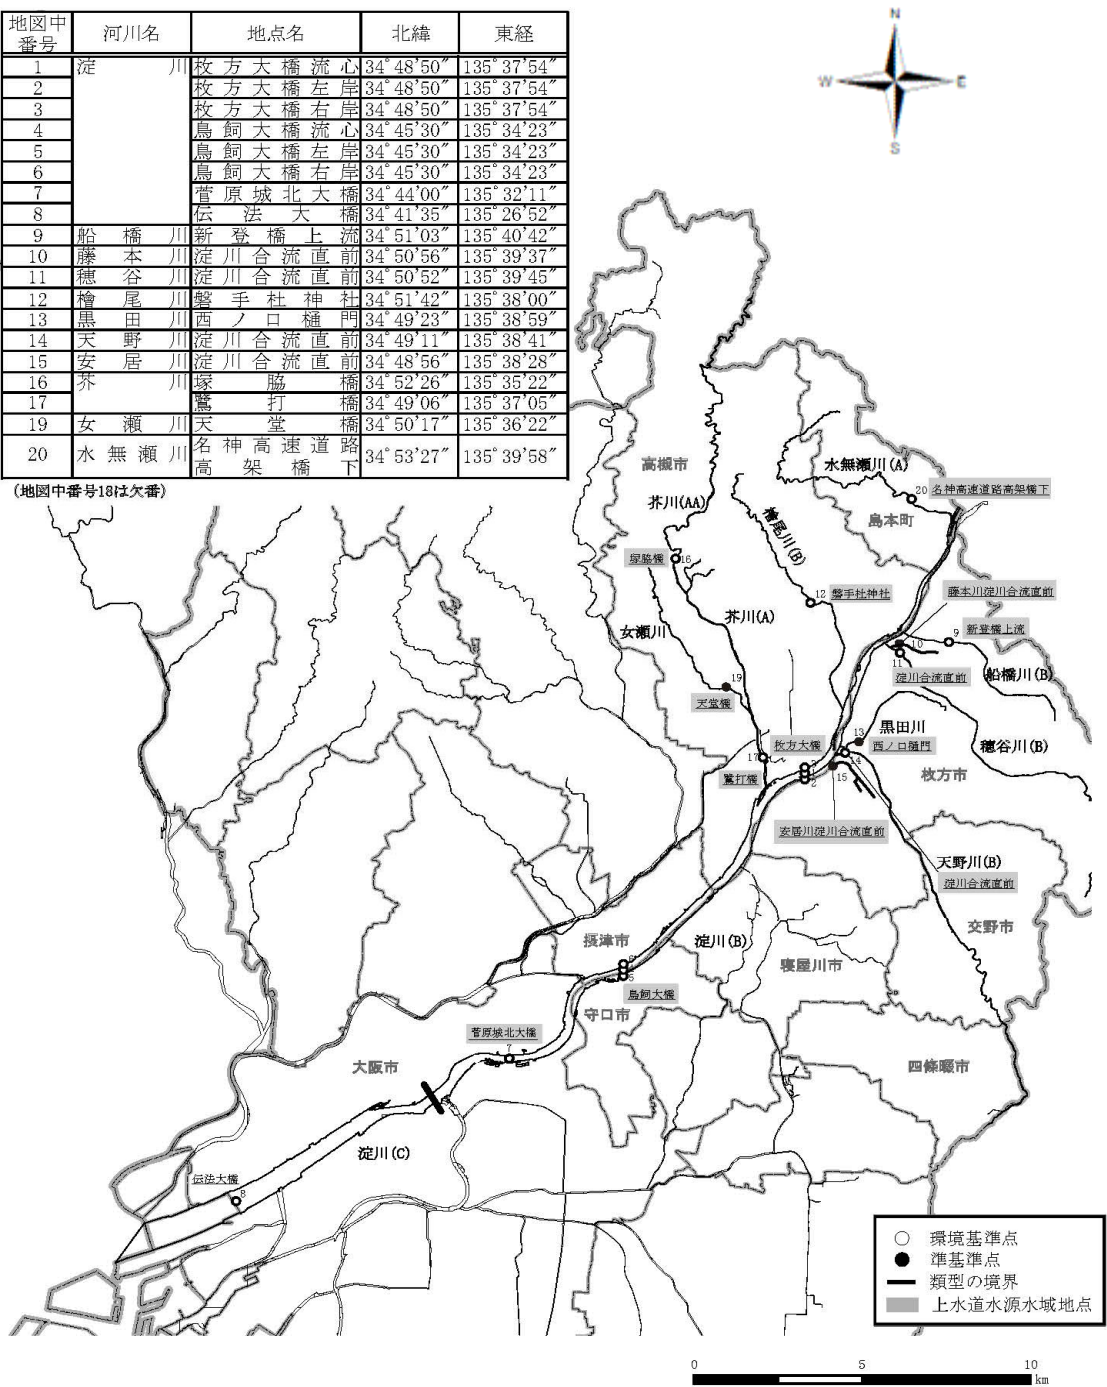 地図中番号 河川名 地点名 北緯 東経
1 淀川 枚方大橋流心 34°48'50" 135°37'54"
2 枚方大橋左岸 34°48'50" 135°37'54"
3 枚方大橋右岸 34°48'50" 135°37'54"
4 鳥飼大橋流心 34°45'30" 135°34'23"
5 鳥飼大橋左岸 34°45'30" 135°34'23"
6 鳥飼大橋右岸 34°45'30" 135°34'23"
7 菅原城北大橋 34°44'00" 135°32'11"
8 伝法大橋 34°41'35" 135°26'52"
9 船橋川 新登橋上流 34°51'03" 135°40'42"
10 藤本川 淀川合流直前 34°50'56" 135°39'37"
11 穂谷川 淀川合流直前 34°50'52" 135°39'45"
12 檜尾川 磐手杜神社 34°51'42" 135°38'00"
13 黒田川 西ノ口樋門 34°49'23" 135°38'59"
14 天野川 淀川合流直前 34°49'11" 135°38'41"
15 安居川 淀川合流直前 34°48'56" 135°38'28"
16 芥川 塚脇橋 34°52'26" 135°35'22"
17 鷺打橋 34°49'06" 135°37'05"
19 女瀬川 天堂橋 34°50'17" 135°36'22"
20 水無瀬川 名神高速道路高架橋下 34°53'27" 135°39'58"
(地図中番号18は欠番)
N
W E
S
高槻市
水無瀬川(A)
20 名神高速道路高架橋下
芥川(AA)
檜尾川(B)
島本町
塚脇橋
16
藤本川淀川合流直前
12 磐手杜神社
芥川(A)
女瀬川
9 新登橋上流
10
11
淀川合流直前
船橋川(B)
19
天堂橋
黒田川
13
西ノ口樋門
穂谷川(B)
枚方大橋
17
鷺打橋
3
1
2
14
15
枚方市
安居川淀川合流直前
天野川(B)
淀川合流直前
交野市
摂津市
淀川(B)
寝屋川市
6
4
5
鳥飼大橋
守口市
菅原城北大橋
7
大阪市
四條畷市
淀川(C)
伝法大橋
8
環境基準点
準基準点
類型の境界
上水道水源水域地点
0 5 10
km